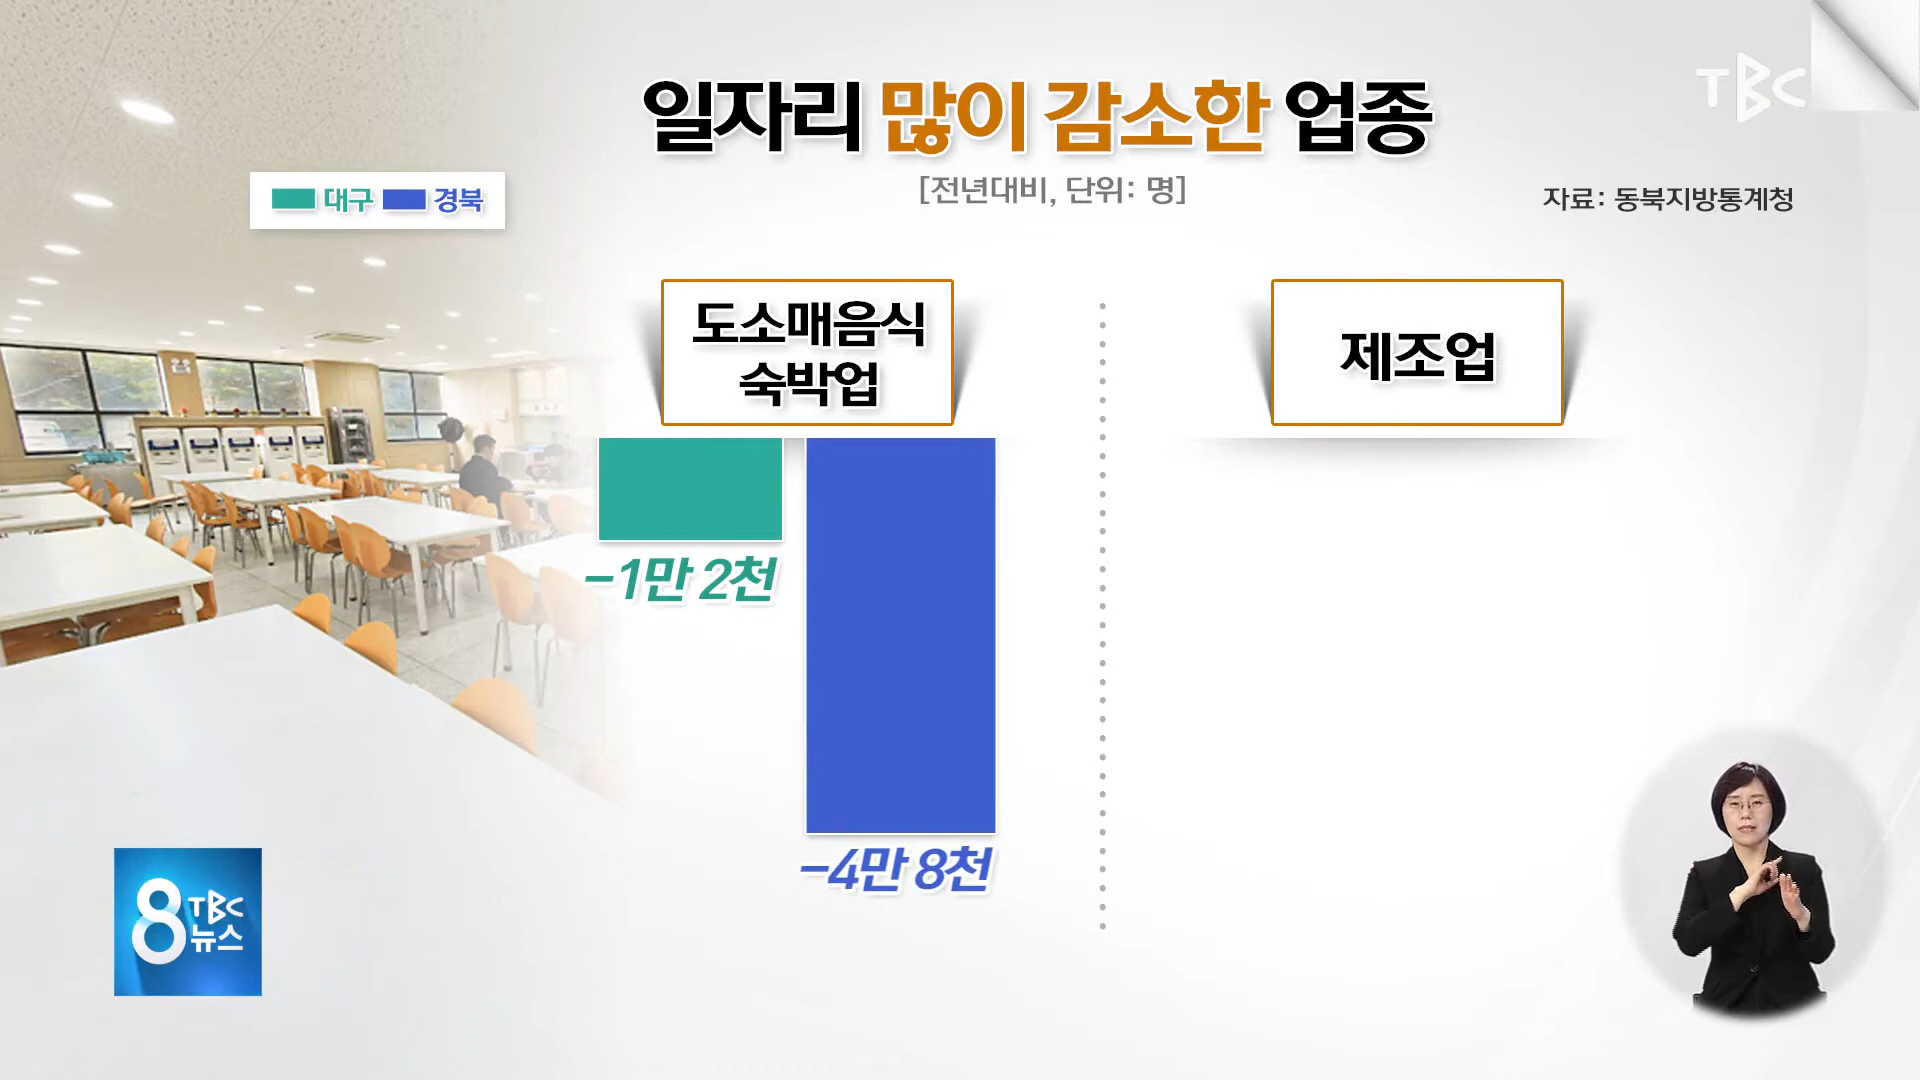 일자리 많이 감소한 업종
TBC
[전년대비, 단위: 명]
대구 경북
자료: 동북지방통계청
도소매음식
숙박업
제조업
-1만 2천
-4만 8천
8 TBC
뉴스